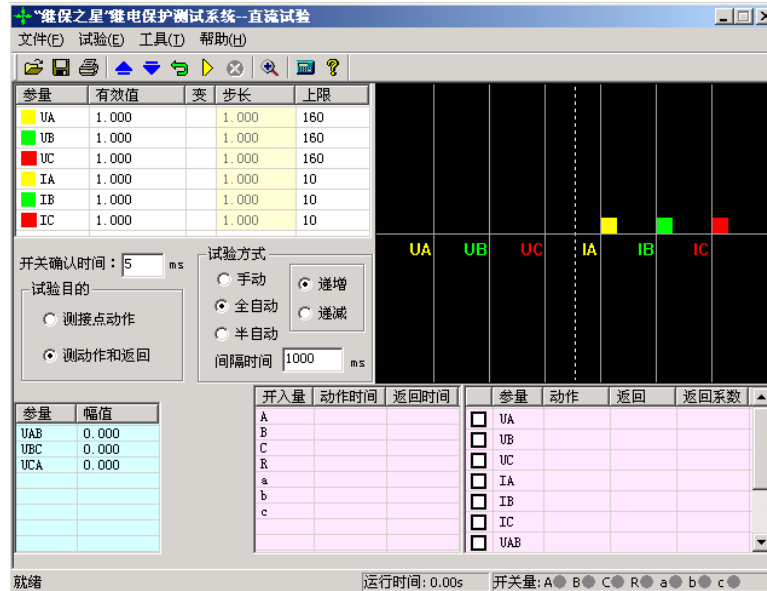 "继保之星"继电保护测试系统--直流试验
文件(F) 试验(E) 工具(T) 帮助(H)
参量 有效值 变 步长 上限
UA 1.000 1.000 160
UB 1.000 1.000 160
UC 1.000 1.000 160
IA 1.000 1.000 10
IB 1.000 1.000 10
IC 1.000 1.000 10
UA UB UC IA IB IC
开关确认时间：5 ms
试验目的
测接点动作
测动作和返回
试验方式
手动
全自动
半自动
递增
递减
间隔时间 1000 ms
参量 幅值
UAB 0.000
UBC 0.000
UCA 0.000
开入量 动作时间 返回时间
A
B
C
R
a
b
c
参量 动作 返回 返回系数
UA
UB
UC
IA
IB
IC
UAB
就绪 运行时间: 0.00s 开关量: A B C R a b c